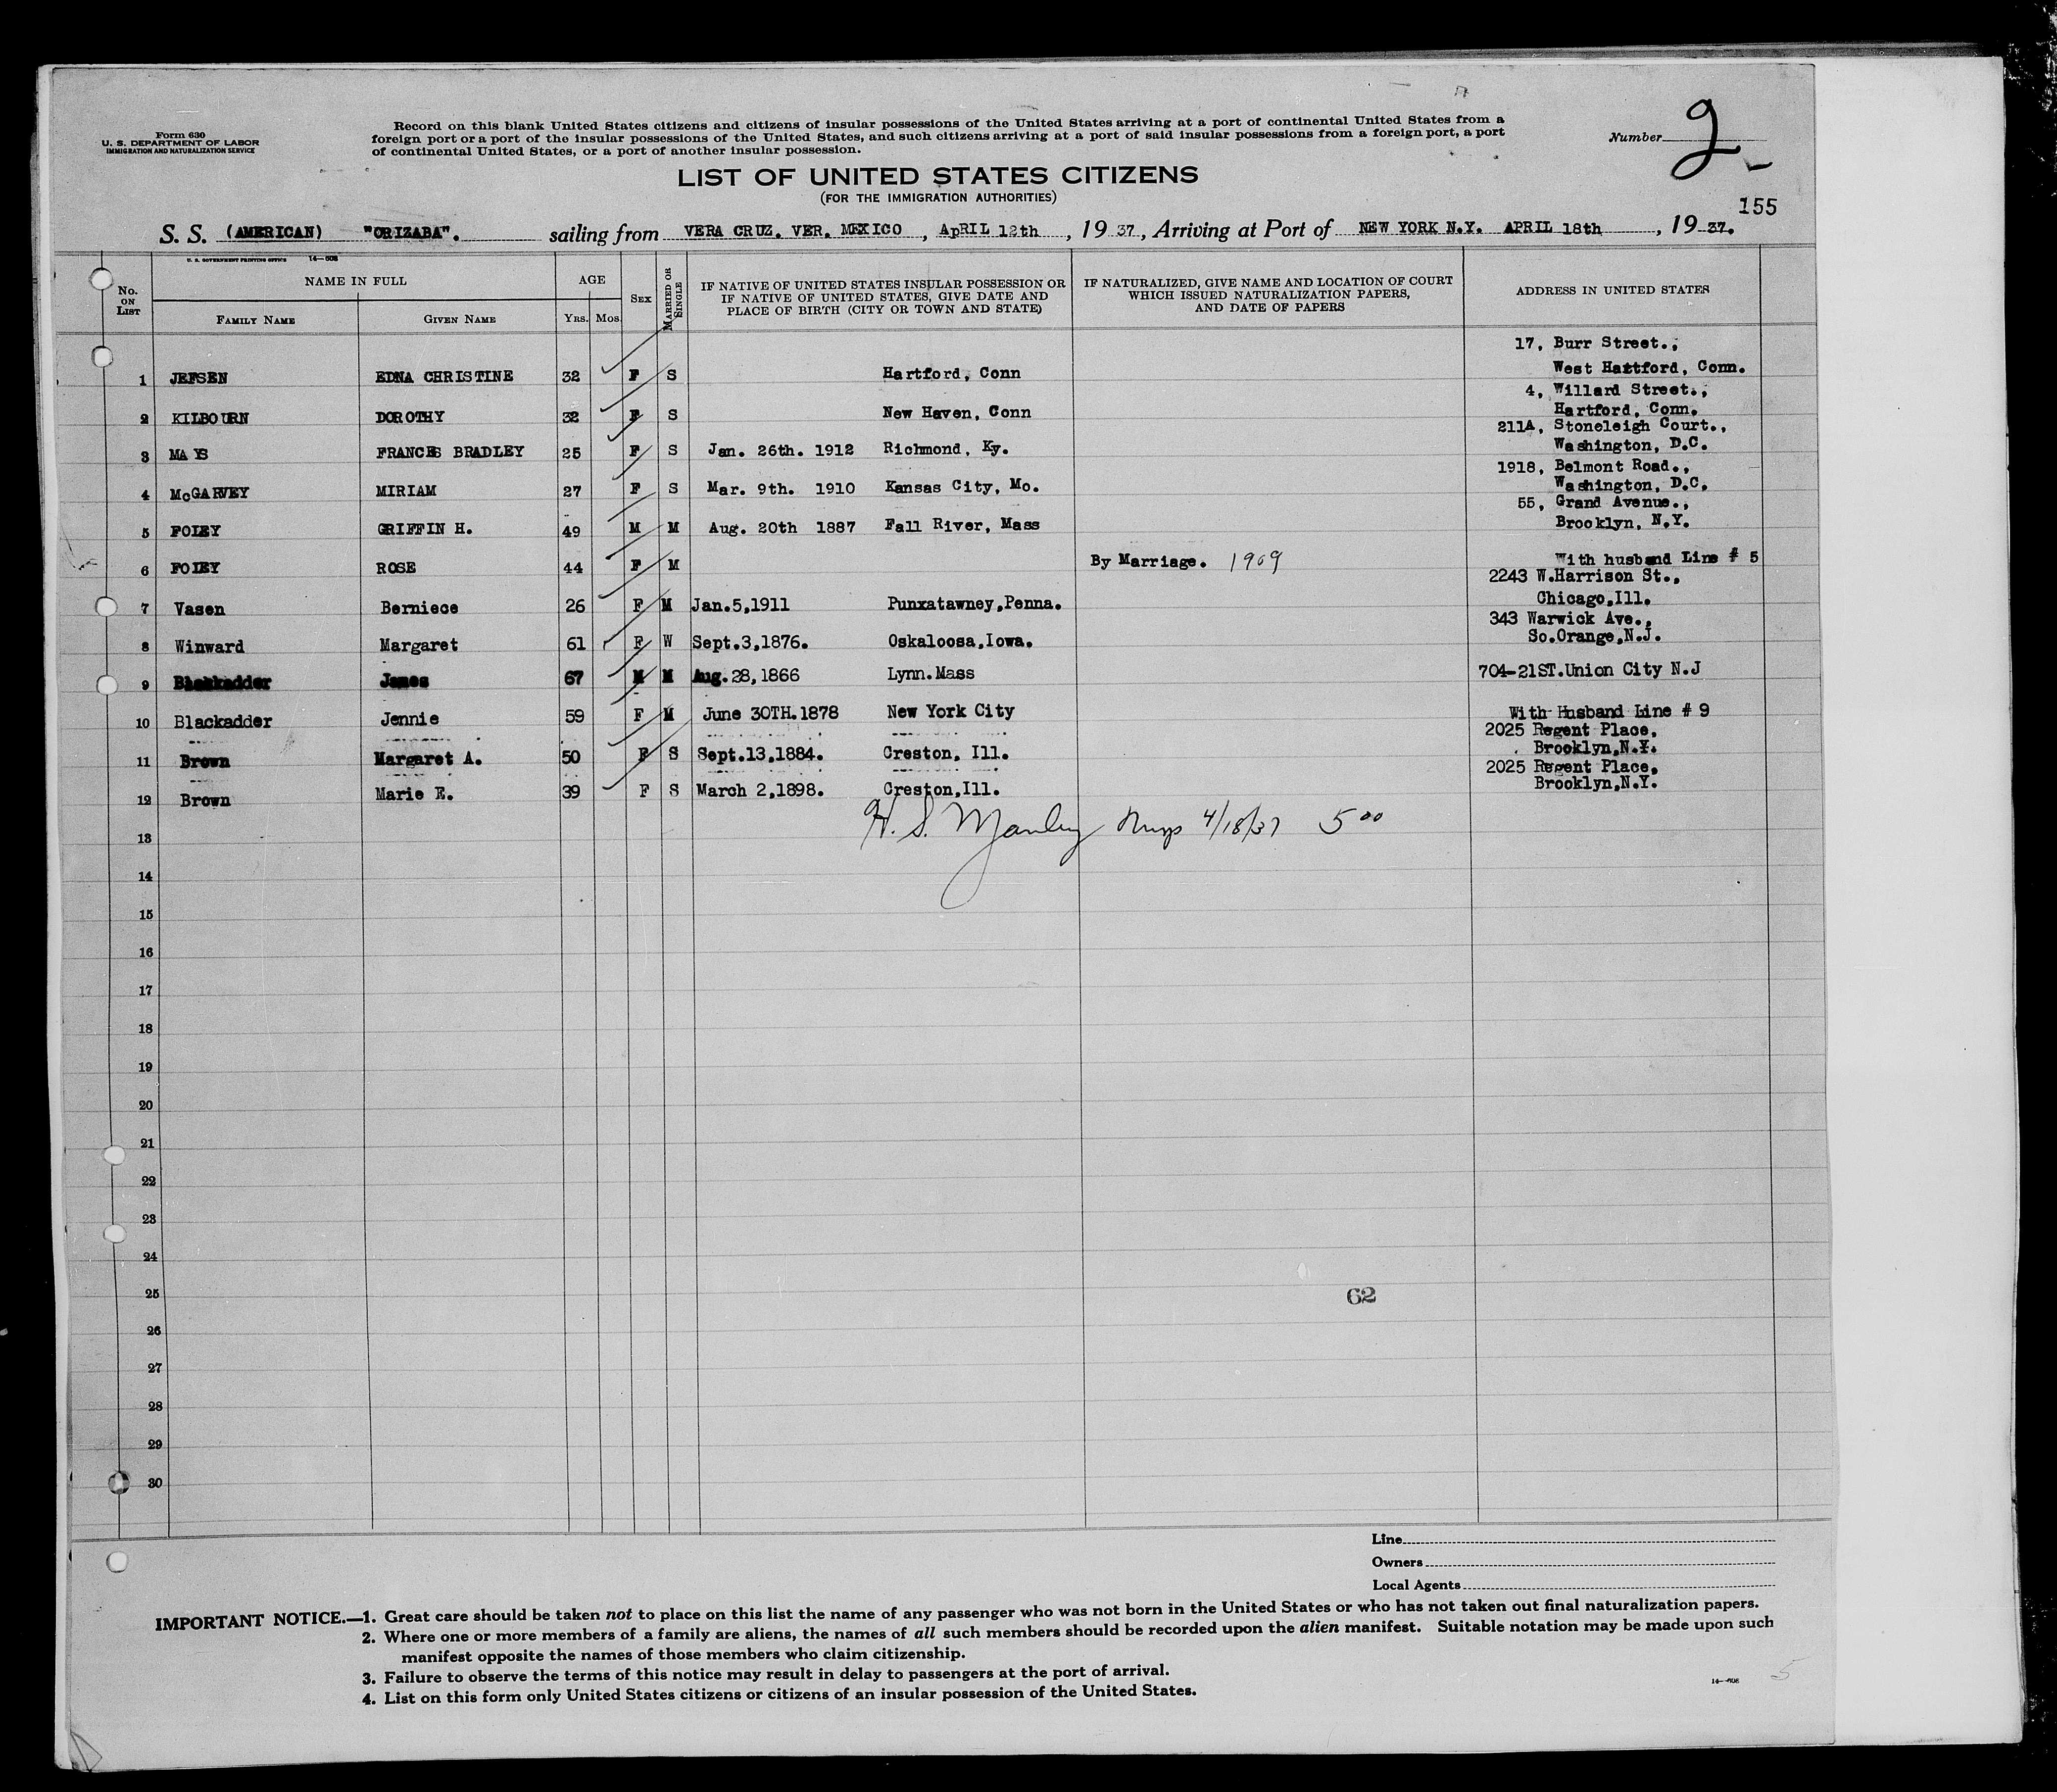 Form 630
U. S. DEPARTMENT OF LABOR
IMMIGRATION AND NATURALIZATION SERVICE
Record on this blank United States citizens and citizens of insular possessions of the United States arriving at a port of continental United States from a
foreign port or a port of the insular possessions of the United States, and such citizens arriving at a port of said insular possessions from a foreign port, a port
of continental United States, or a port of another insular possession.
Number 2
LIST OF UNITED STATES CITIZENS
(FOR THE IMMIGRATION AUTHORITIES)
155
S. S. (AMERICAN) "ORIZABA". sailing from VERA CRUZ. VER. MEXICO , ApRIL 12th , 19 37, Arriving at Port of NEW YORK N.Y. APRIL 18th , 19 37.
U. S. GOVERNMENT PRINTING OFFICE 14—608
No. ON LIST
NAME IN FULL
FAMILY NAME
GIVEN NAME
AGE
YRS. MOS.
SEX
MARRIED OR SINGLE
IF NATIVE OF UNITED STATES INSULAR POSSESSION OR
IF NATIVE OF UNITED STATES, GIVE DATE AND
PLACE OF BIRTH (CITY OR TOWN AND STATE)
IF NATURALIZED, GIVE NAME AND LOCATION OF COURT
WHICH ISSUED NATURALIZATION PAPERS,
AND DATE OF PAPERS
ADDRESS IN UNITED STATES
17, Burr Street.,
1 JEPSEN EDNA CHRISTINE 32 F S Hartford, Conn West Hartford, Conn.
4, Willard Street.,
2 KILBOURN DOROTHY 32 F S New Haven, Conn Hartford, Conn.
211A, Stoneleigh Court.,
3 MAYS FRANCES BRADLEY 25 F S Jan. 26th. 1912 Richmond, Ky. Washington, D.C.
1918, Belmont Road.,
4 McGARVEY MIRIAM 27 F S Mar. 9th. 1910 Kansas City, Mo. Washington, D.C.
55, Grand Avenue.,
5 FOLEY GRIFFIN H. 49 M M Aug. 20th 1887 Fall River, Mass Brooklyn, N.Y.
6 FOLEY ROSE 44 F M By Marriage. 1909 With husband Line # 5
2243 W.Harrison St.,
7 Vasen Berniece 26 F M Jan.5,1911 Punxatawney,Penna. Chicago,Ill.
343 Warwick Ave.,
8 Winward Margaret 61 F W Sept.3,1876. Oskaloosa,Iowa. So.Orange,N.J.
9 Blackadder James 67 M M Aug.28,1866 Lynn.Mass 704-21ST.Union City N.J
10 Blackadder Jennie 59 F M June 30TH.1878 New York City With Husband Line # 9
2025 Regent Place,
11 Brown Margaret A. 50 F S Sept.13,1884. Creston, Ill. Brooklyn,N.Y.
2025 Regent Place,
12 Brown Marie E. 39 F S March 2,1898. Creston,Ill. Brooklyn,N.Y.
H. S. Manley 4/18/37 5 00
13
14
15
16
17
18
19
20
21
22
23
24
25 62
26
27
28
29
30
Line
Owners
Local Agents
IMPORTANT NOTICE.—1. Great care should be taken not to place on this list the name of any passenger who was not born in the United States or who has not taken out final naturalization papers.
2. Where one or more members of a family are aliens, the names of all such members should be recorded upon the alien manifest. Suitable notation may be made upon such
manifest opposite the names of those members who claim citizenship.
3. Failure to observe the terms of this notice may result in delay to passengers at the port of arrival.
4. List on this form only United States citizens or citizens of an insular possession of the United States.
14—608
5